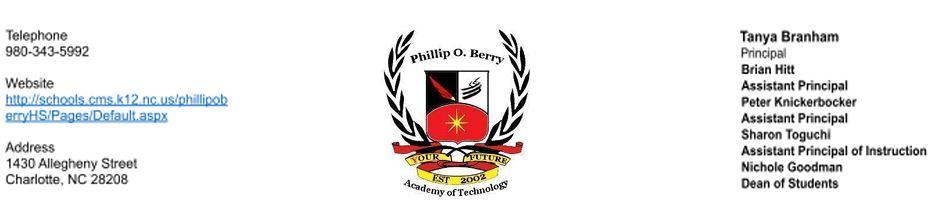 Telephone
980-343-5992
Website
http://schools.cms.k12.nc.us/phillipob
erryHS/Pages/Default.aspx
Address
1430 Allegheny Street
Charlotte, NC 28208
Phillip O. Berry
YOUR FUTURE
EST 2002
Academy of Technology
Tanya Branham
Principal
Brian Hitt
Assistant Principal
Peter Knickerbocker
Assistant Principal
Sharon Toguchi
Assistant Principal of Instruction
Nichole Goodman
Dean of Students